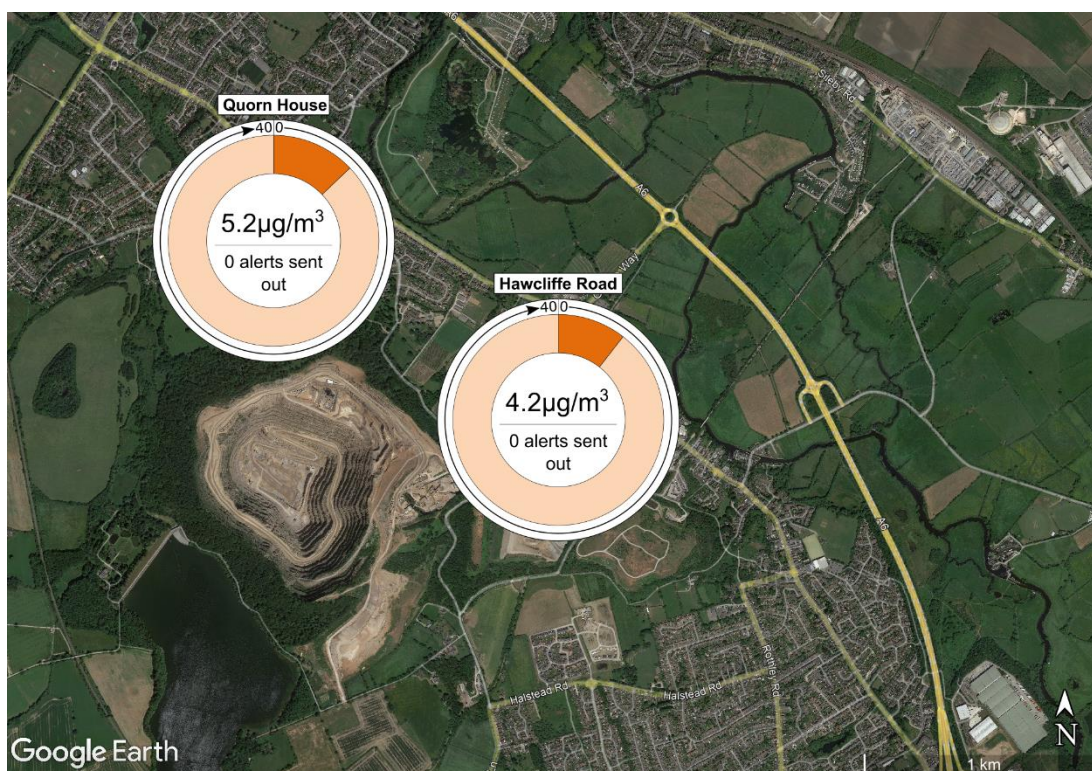 A6
Sileby Rd
Quorn House
40 0
5.2µg/m³
0 alerts sent
out
A6
Way
Hawcliffe Road
40 0
4.2µg/m³
0 alerts sent
out
A6
Halstead Rd
Halstead Rd
Rothley Rd
N
1 km
Google Earth